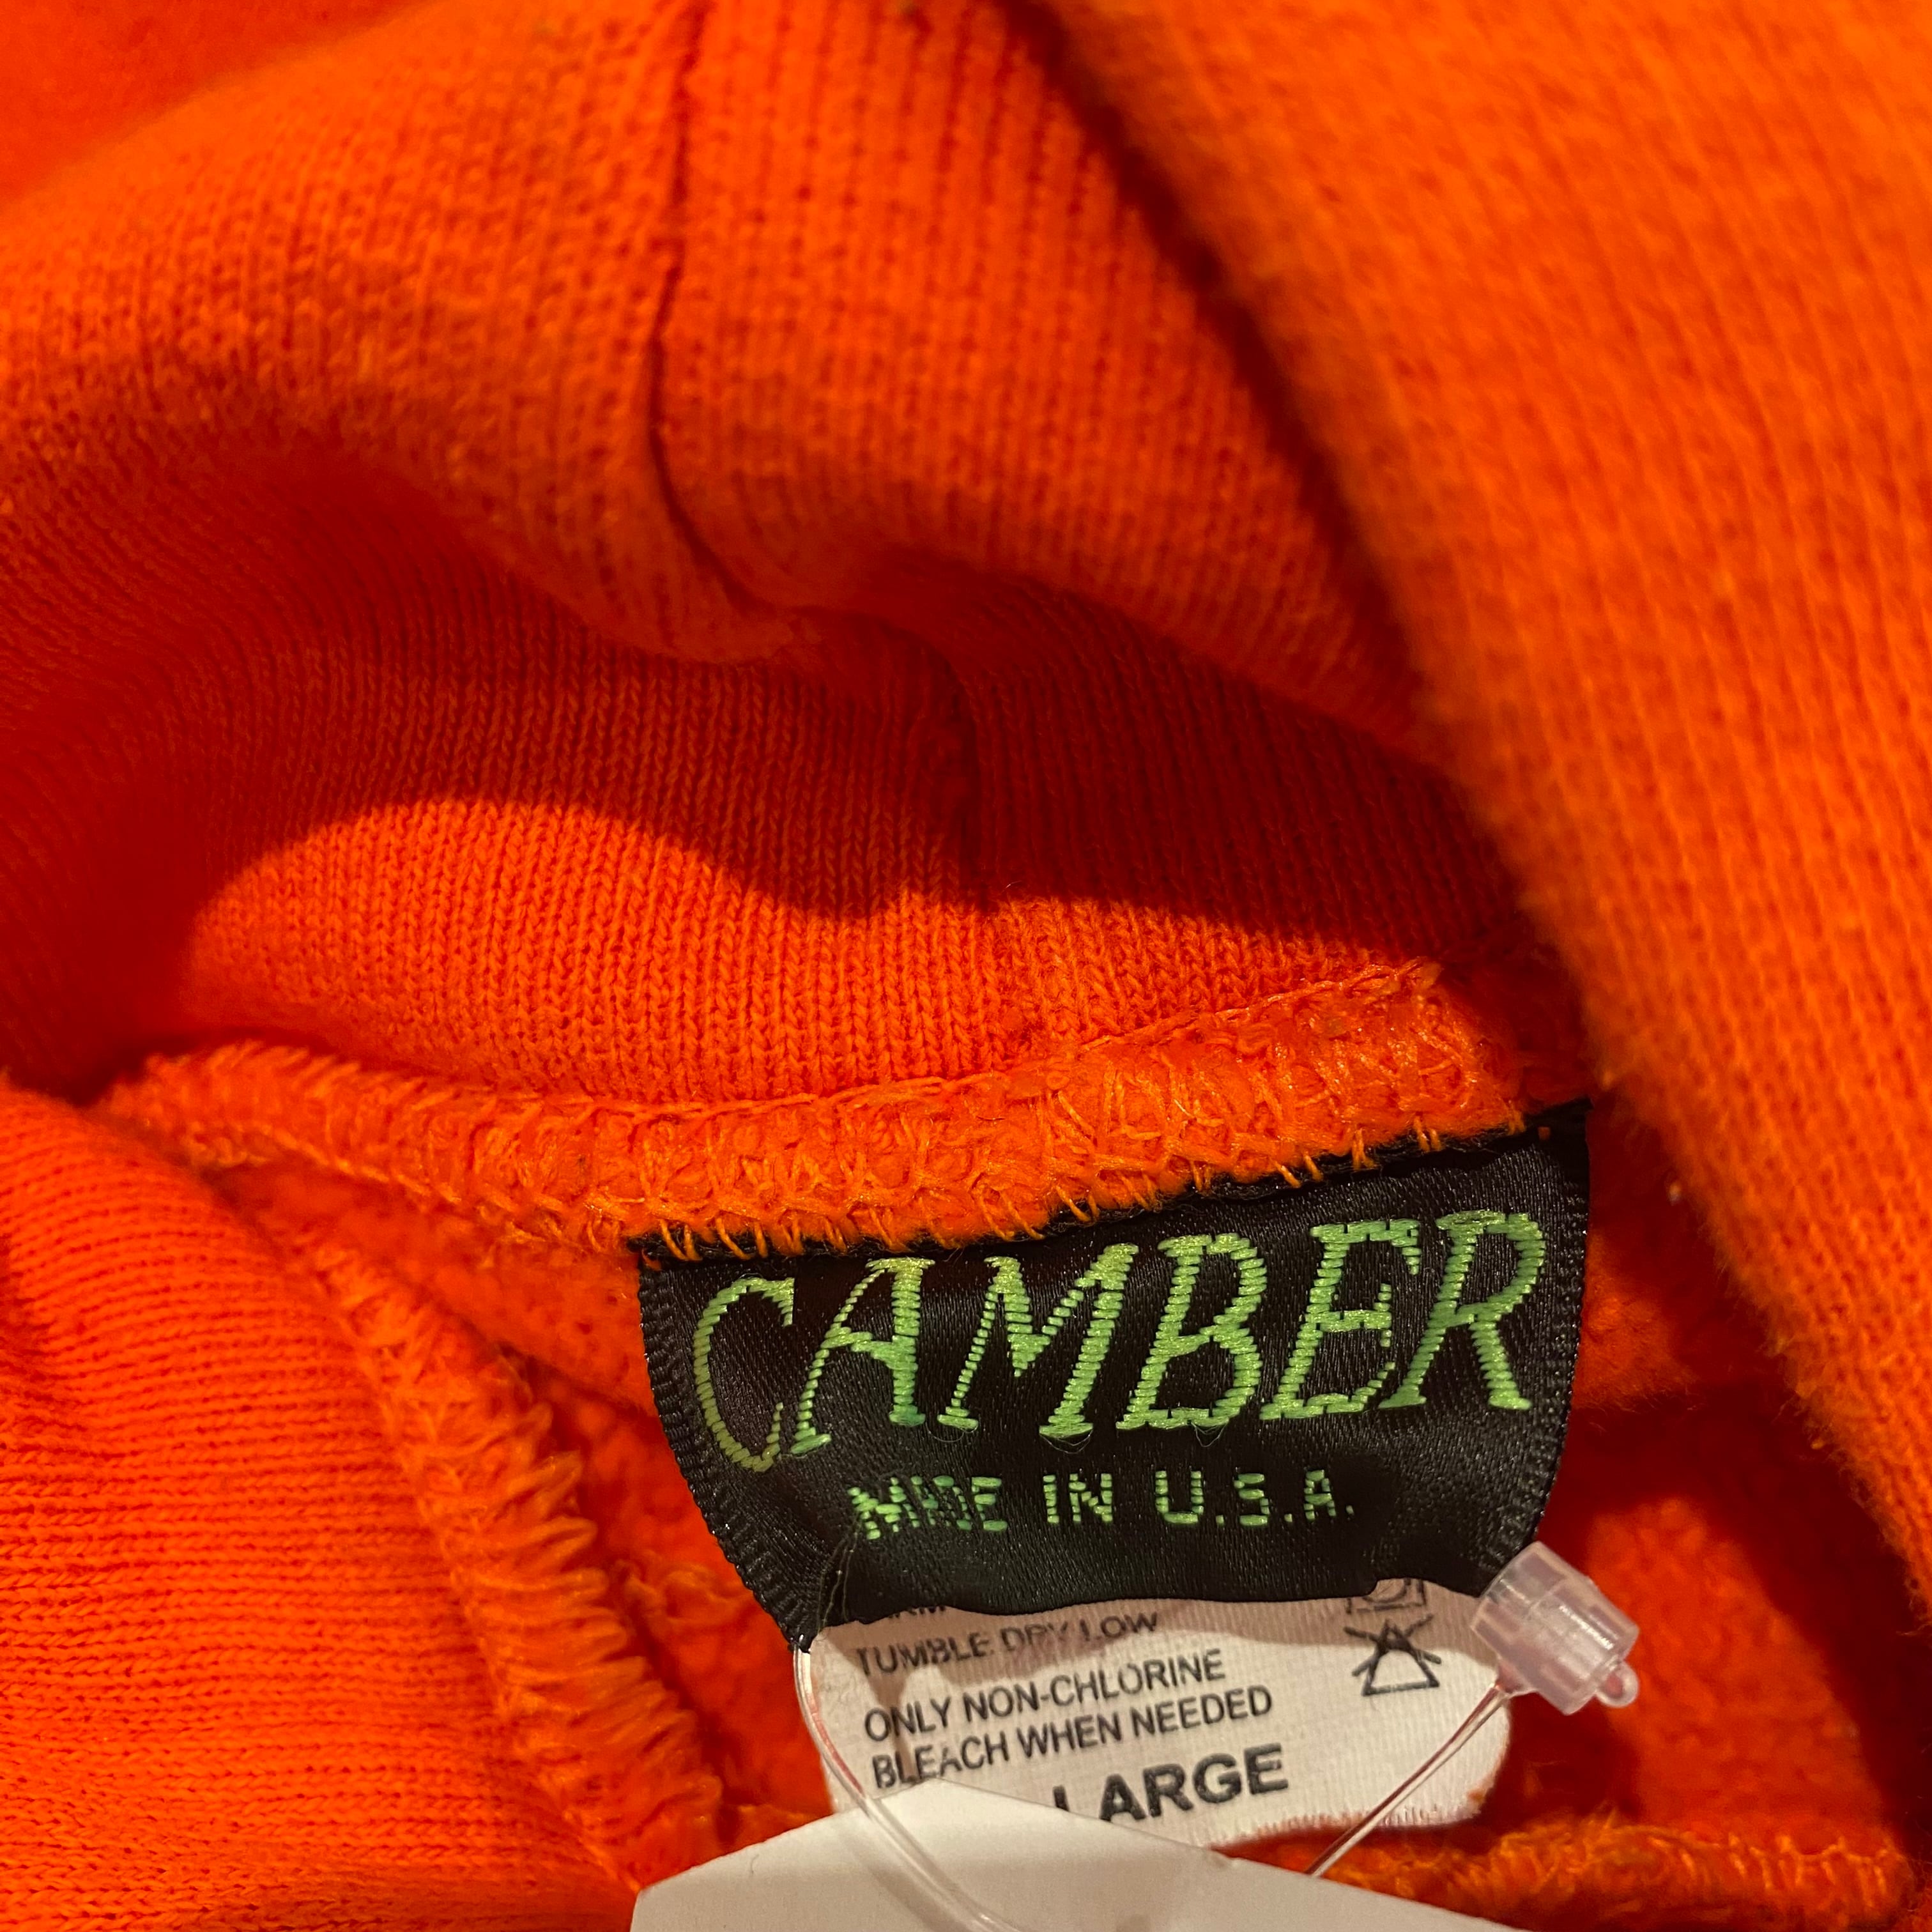 CAMBER
MADE IN U.S.A.
TUMBLE DRY LOW
ONLY NON-CHLORINE
BLEACH WHEN NEEDED
LARGE